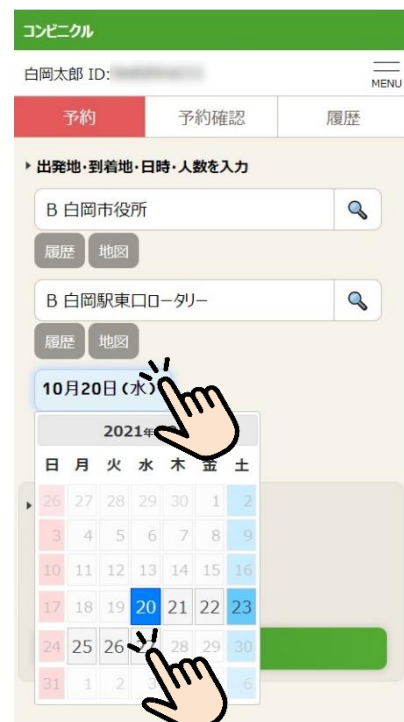 コンビニクル
白岡太郎 ID:
MENU
予約 予約確認 履歴
出発地・到着地・日時・人数を入力
B 白岡市役所
履歴 地図
B 白岡駅東口ロータリー
履歴 地図
10月20日(水)
2021年
日 月 火 水 木 金 土
26 27 28 29 30 1 2
3 4 5 6 7 8 9
10 11 12 13 14 15 16
17 18 19 20 21 22 23
24 25 26 28 29 30
31 1 2 3 6